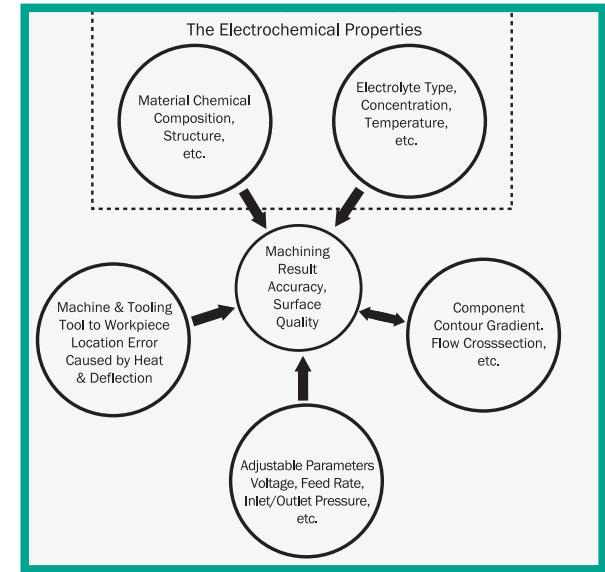 The Electrochemical Properties
Material Chemical
Composition,
Structure,
etc.
Electrolyte Type,
Concentration,
Temperature,
etc.
Machining
Result
Accuracy,
Surface
Quality
Machine & Tooling
Tool to Workpiece
Location Error
Caused by Heat
& Deflection
Component
Contour Gradient.
Flow Crosssection,
etc.
Adjustable Parameters
Voltage, Feed Rate,
Inlet/Outlet Pressure,
etc.